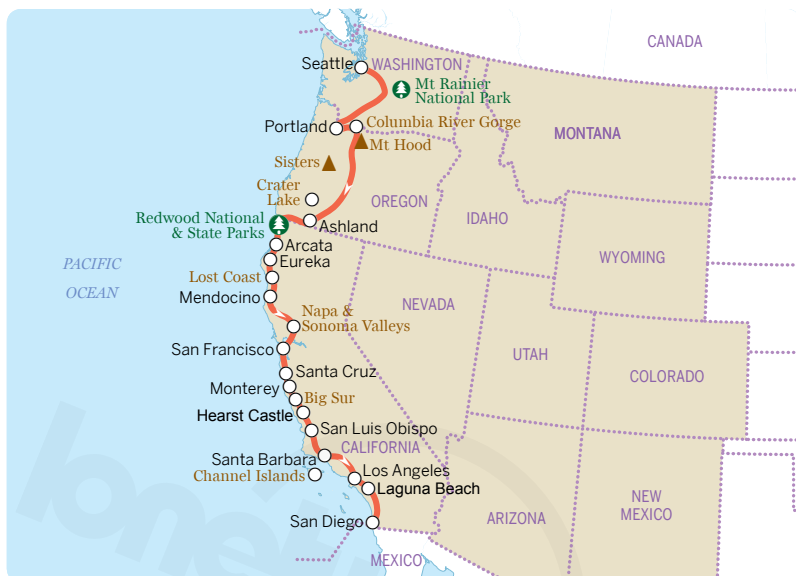 CANADA
Seattle
WASHINGTON
Mt Rainier
National Park
Portland
Columbia River Gorge
MONTANA
Mt Hood
Sisters
Crater
Lake
OREGON
IDAHO
Redwood National
& State Parks
Ashland
Arcata
Eureka
WYOMING
PACIFIC
OCEAN
Lost Coast
Mendocino
NEVADA
Napa &
Sonoma Valleys
San Francisco
UTAH
Santa Cruz
COLORADO
Monterey
Big Sur
Hearst Castle
San Luis Obispo
CALIFORNIA
Santa Barbara
Los Angeles
Channel Islands
Laguna Beach
NEW
MEXICO
ARIZONA
San Diego
MEXICO